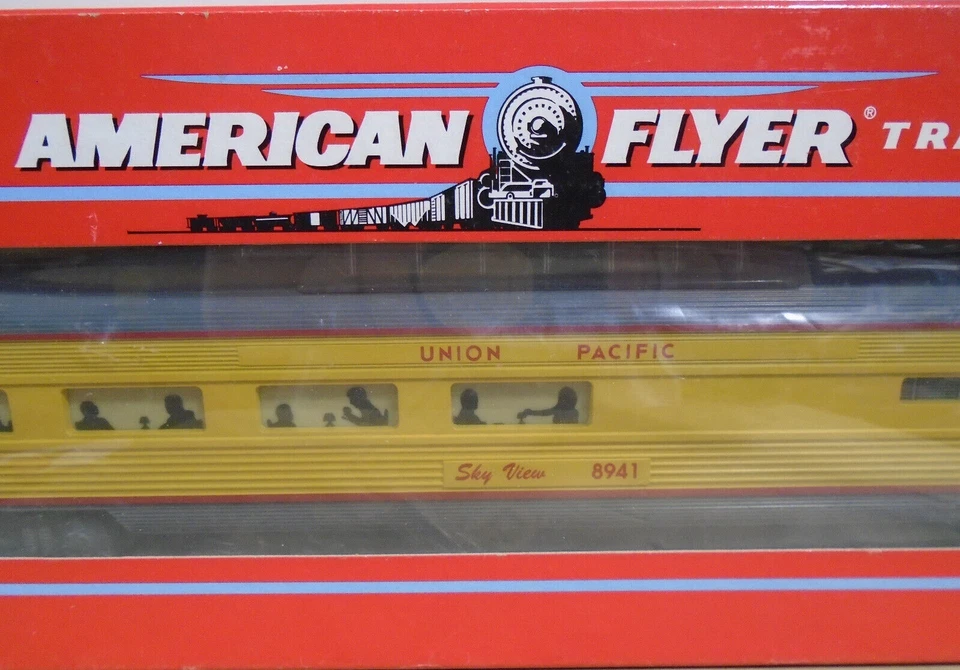 AMERICAN FLYER® TRA
UNION PACIFIC
Sky View 8941